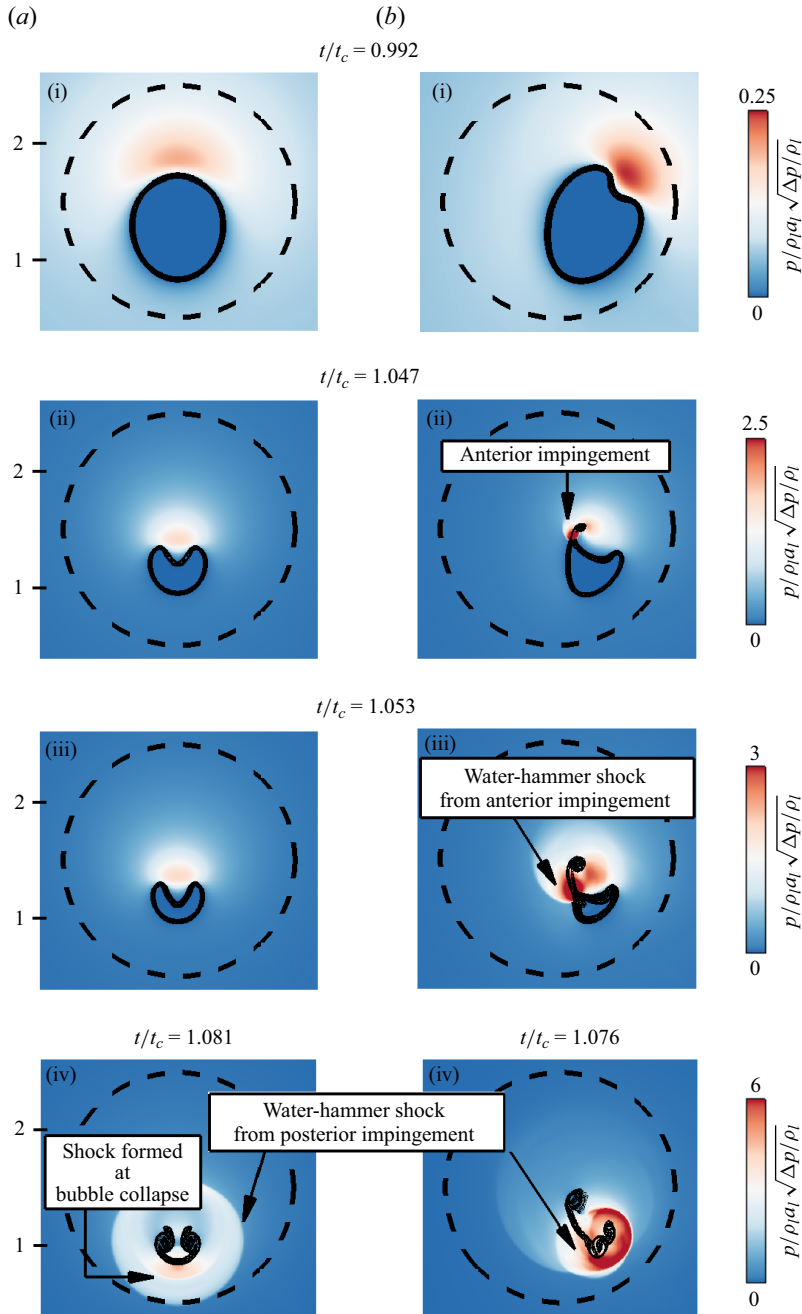 (a)
(b)
t/t_c = 0.992
(i)
(i)
2
1
0.25
0
p/ρ_l a_l √Δp/ρ_l
t/t_c = 1.047
(ii)
(ii)
Anterior impingement
2
1
2.5
0
p/ρ_l a_l √Δp/ρ_l
t/t_c = 1.053
(iii)
(iii)
Water-hammer shock
from anterior impingement
2
1
3
0
p/ρ_l a_l √Δp/ρ_l
t/t_c = 1.081
t/t_c = 1.076
(iv)
(iv)
Water-hammer shock
from posterior impingement
Shock formed
at
bubble collapse
2
1
6
0
p/ρ_l a_l √Δp/ρ_l